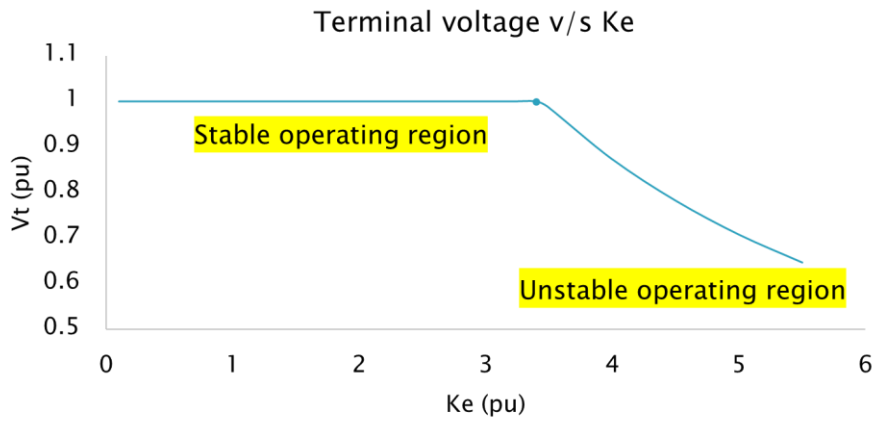 Terminal voltage v/s Ke
1.1
1
0.9
0.8
0.7
0.6
0.5
Vt (pu)
Stable operating region
Unstable operating region
0 1 2 3 4 5 6
Ke (pu)